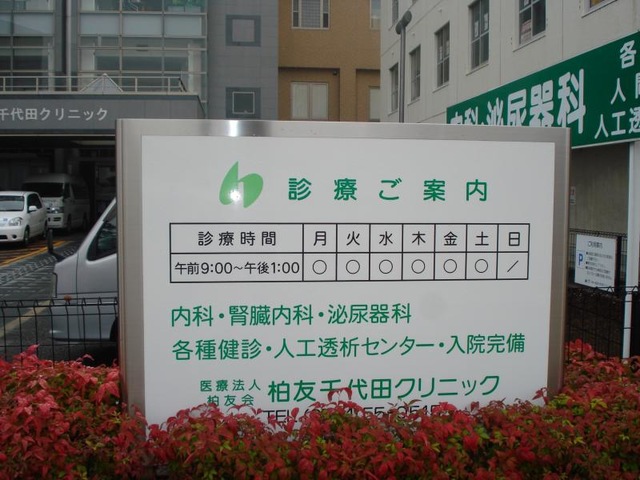 千代田クリニック
内科・泌尿器科
各
人
人工透
診療ご案内
診療時間 月 火 水 木 金 土 日
午前9:00～午後1:00 ○ ○ ○ ○ ○ ○ ／
内科・腎臓内科・泌尿器科
各種健診・人工透析センター・入院完備
医療法人
柏友会
柏友千代田クリニック
TEL
P